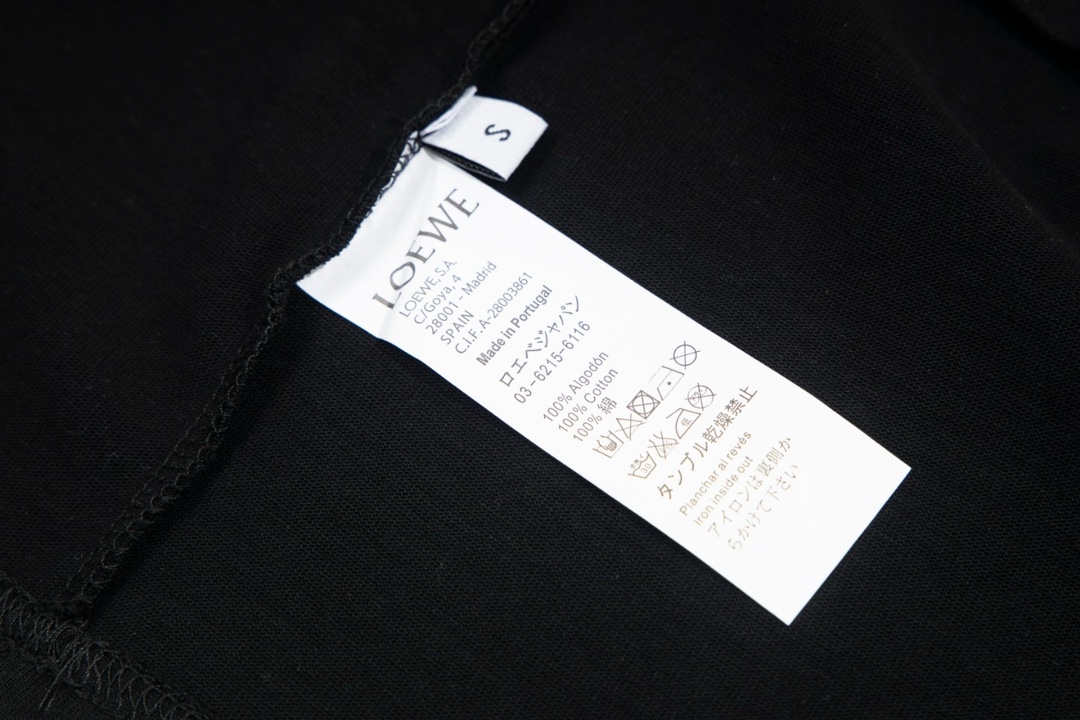 S
LOEWE
LOEWE, S.A.
C/Goya, 4
28001 - Madrid
SPAIN
C.I.F. A-28003861
Made in Portugal
ロエベジャパン
03-6215-6116
100% Algodón
100% Cotton
100% 綿
タンブル乾燥禁止
Planchar al revés
Iron inside out
アイロンは裏側か
らかけて下さい